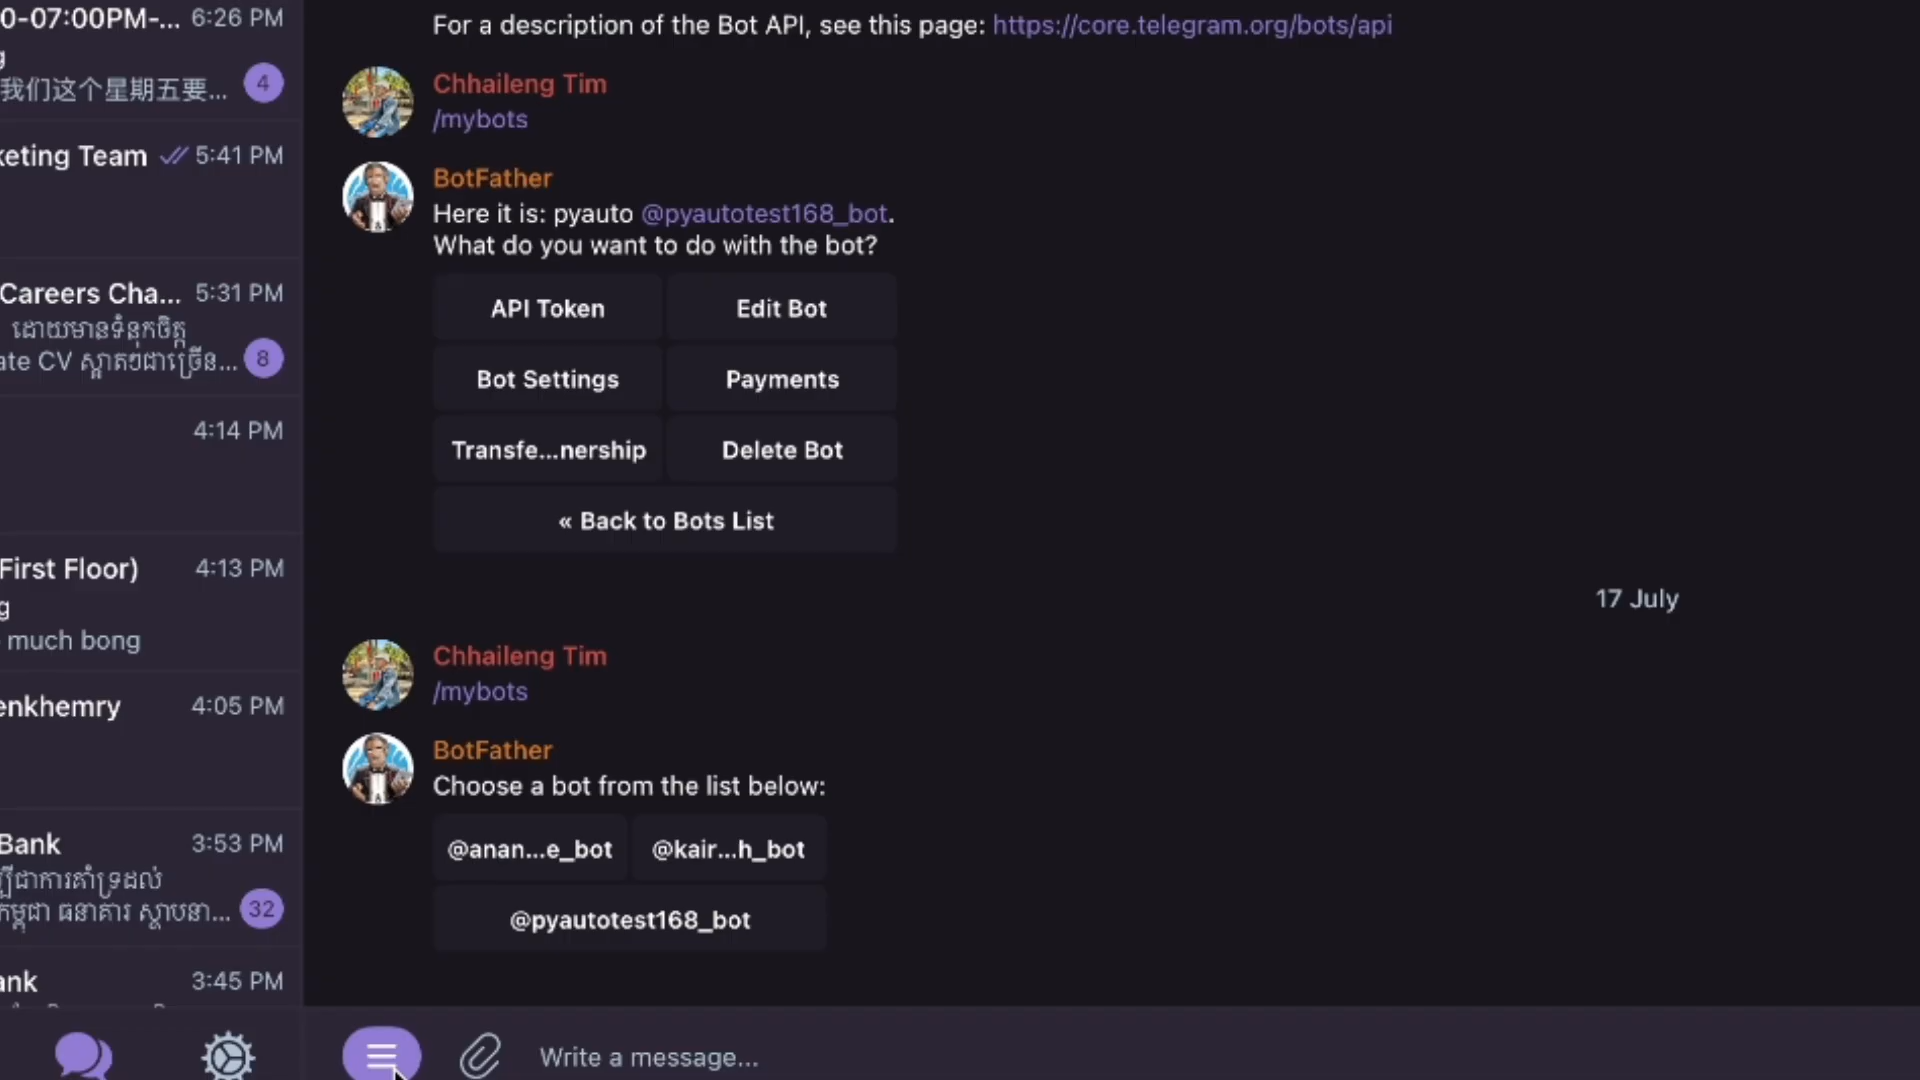 0-07:00PM-... 6:26 PM
g
我们这个星期五要... 4
keting Team 5:41 PM
Careers Cha... 5:31 PM
ដោយមានទំនុកចិត្ត
ate CV ស្អាតៗជាច្រើន... 8
4:14 PM
First Floor) 4:13 PM
g
much bong
enkhemry 4:05 PM
Bank 3:53 PM
ប្បីជាការគាំទ្រដល់
កម្ពុជា ធនាគារ ស្ថាបនា... 32
ank 3:45 PM
For a description of the Bot API, see this page: https://core.telegram.org/bots/api
Chhaileng Tim
/mybots
BotFather
Here it is: pyauto @pyautotest168_bot.
What do you want to do with the bot?
API Token Edit Bot
Bot Settings Payments
Transfe...nership Delete Bot
« Back to Bots List
17 July
Chhaileng Tim
/mybots
BotFather
Choose a bot from the list below:
@anan...e_bot @kair...h_bot
@pyautotest168_bot
Write a message...